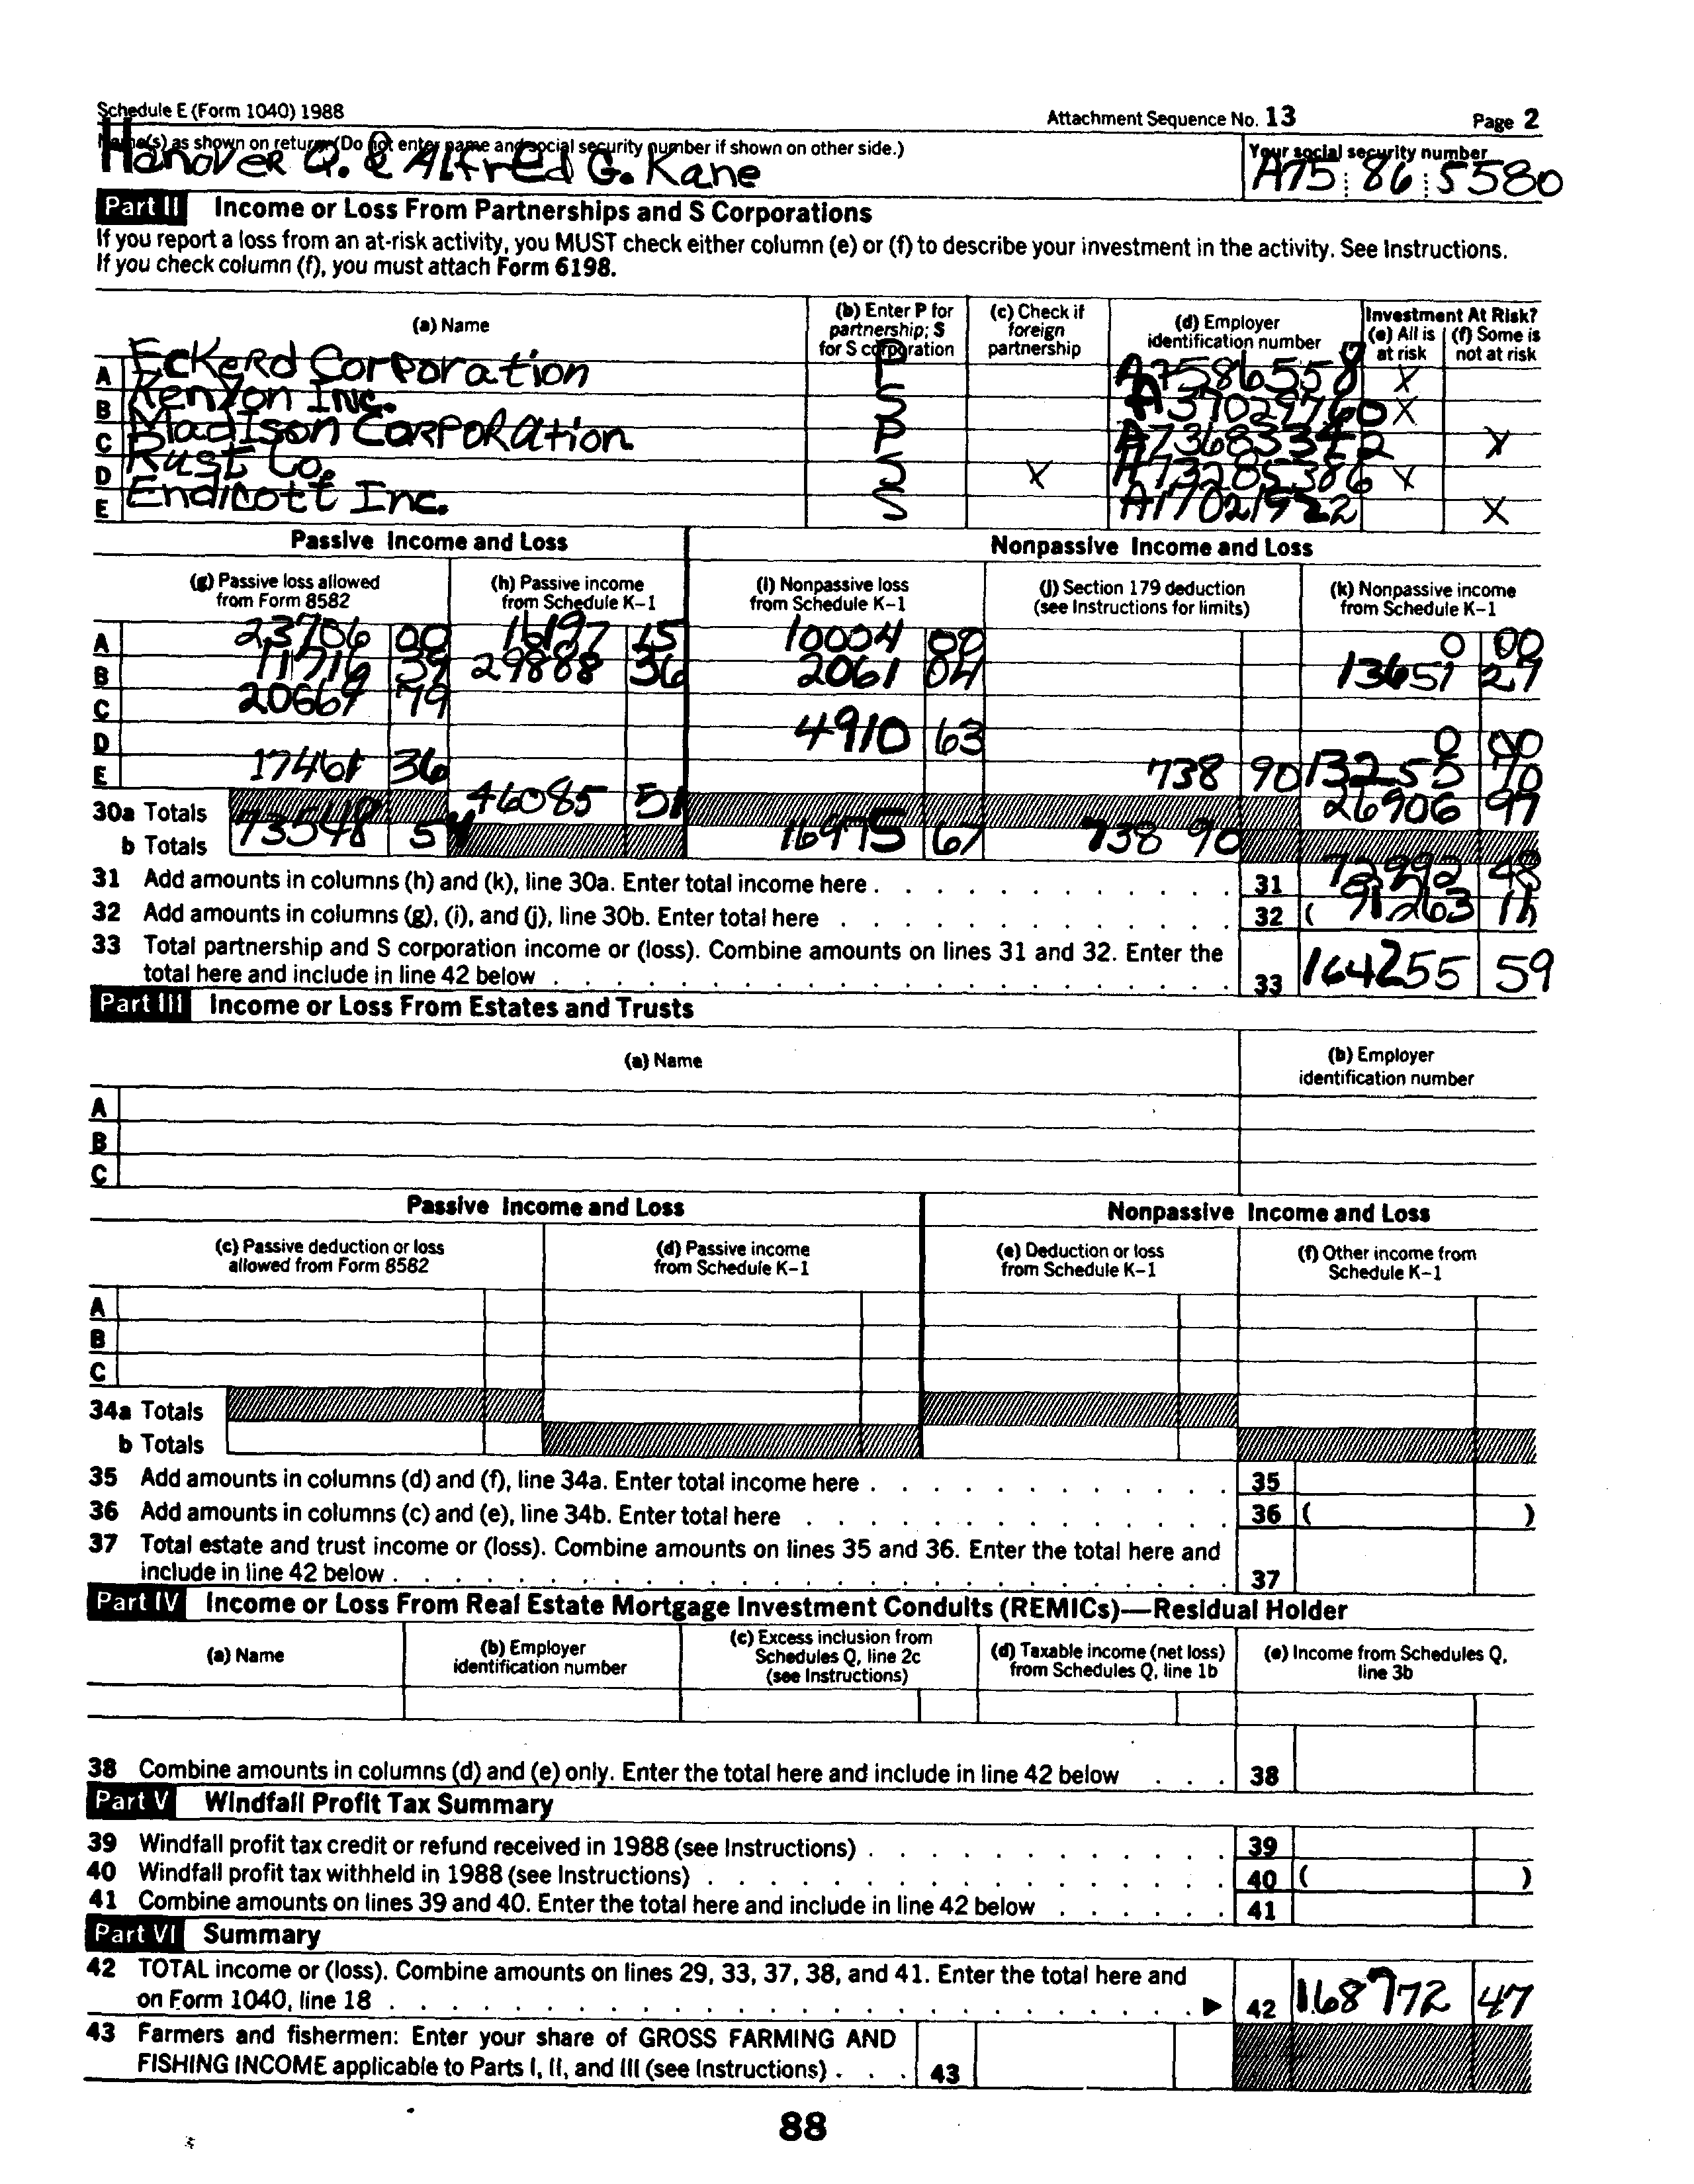 Schedule E (Form 1040) 1988 Attachment Sequence No. 13 Page 2
Name(s) as shown on return. (Do not enter name and social security number if shown on other side.) Your social security number
Hanover Q. & Alfred G. Kane A75 86 5580
Part II Income or Loss From Partnerships and S Corporations
If you report a loss from an at-risk activity, you MUST check either column (e) or (f) to describe your investment in the activity. See Instructions.
If you check column (f), you must attach Form 6198.
(a) Name (b) Enter P for partnership; S for S corporation (c) Check if foreign partnership (d) Employer identification number Investment At Risk? (e) All is at risk (f) Some is not at risk
A Eckerd Corporation P X
B Kenyon Inc. S A37029760 X
C Madison Corporation P A73683342 X
D Rust Co. S X A73285386 X
E Endicott Inc. S A17021922 X
Passive Income and Loss Nonpassive Income and Loss
(g) Passive loss allowed from Form 8582 (h) Passive income from Schedule K-1 (i) Nonpassive loss from Schedule K-1 (j) Section 179 deduction (see Instructions for limits) (k) Nonpassive income from Schedule K-1
A 23706 00 16197 15 10004 00 0 00
B 11716 39 29888 36 2061 04 13651 27
C 20664 79
D 4910 63 0 00
E 17461 36 738 90 13255 70
30a Totals 46085 51 26906 97
b Totals 73548 54 16975 67 738 90
31 Add amounts in columns (h) and (k), line 30a. Enter total income here 31 72992 48
32 Add amounts in columns (g), (i), and (j), line 30b. Enter total here 32 ( 91263 11
33 Total partnership and S corporation income or (loss). Combine amounts on lines 31 and 32. Enter the
total here and include in line 42 below 33 164255 59
Part III Income or Loss From Estates and Trusts
(a) Name (b) Employer identification number
A
B
C
Passive Income and Loss Nonpassive Income and Loss
(c) Passive deduction or loss allowed from Form 8582 (d) Passive income from Schedule K-1 (e) Deduction or loss from Schedule K-1 (f) Other income from Schedule K-1
A
B
C
34a Totals
b Totals
35 Add amounts in columns (d) and (f), line 34a. Enter total income here 35
36 Add amounts in columns (c) and (e), line 34b. Enter total here 36 ( )
37 Total estate and trust income or (loss). Combine amounts on lines 35 and 36. Enter the total here and
include in line 42 below 37
Part IV Income or Loss From Real Estate Mortgage Investment Conduits (REMICs)—Residual Holder
(a) Name (b) Employer identification number (c) Excess inclusion from Schedules Q, line 2c (see Instructions) (d) Taxable income (net loss) from Schedules Q, line 1b (e) Income from Schedules Q, line 3b
38 Combine amounts in columns (d) and (e) only. Enter the total here and include in line 42 below 38
Part V Windfall Profit Tax Summary
39 Windfall profit tax credit or refund received in 1988 (see Instructions) 39
40 Windfall profit tax withheld in 1988 (see Instructions) 40 ( )
41 Combine amounts on lines 39 and 40. Enter the total here and include in line 42 below 41
Part VI Summary
42 TOTAL income or (loss). Combine amounts on lines 29, 33, 37, 38, and 41. Enter the total here and
on Form 1040, line 18 ▶ 42 168772 47
43 Farmers and fishermen: Enter your share of GROSS FARMING AND
FISHING INCOME applicable to Parts I, II, and III (see Instructions) 43
88